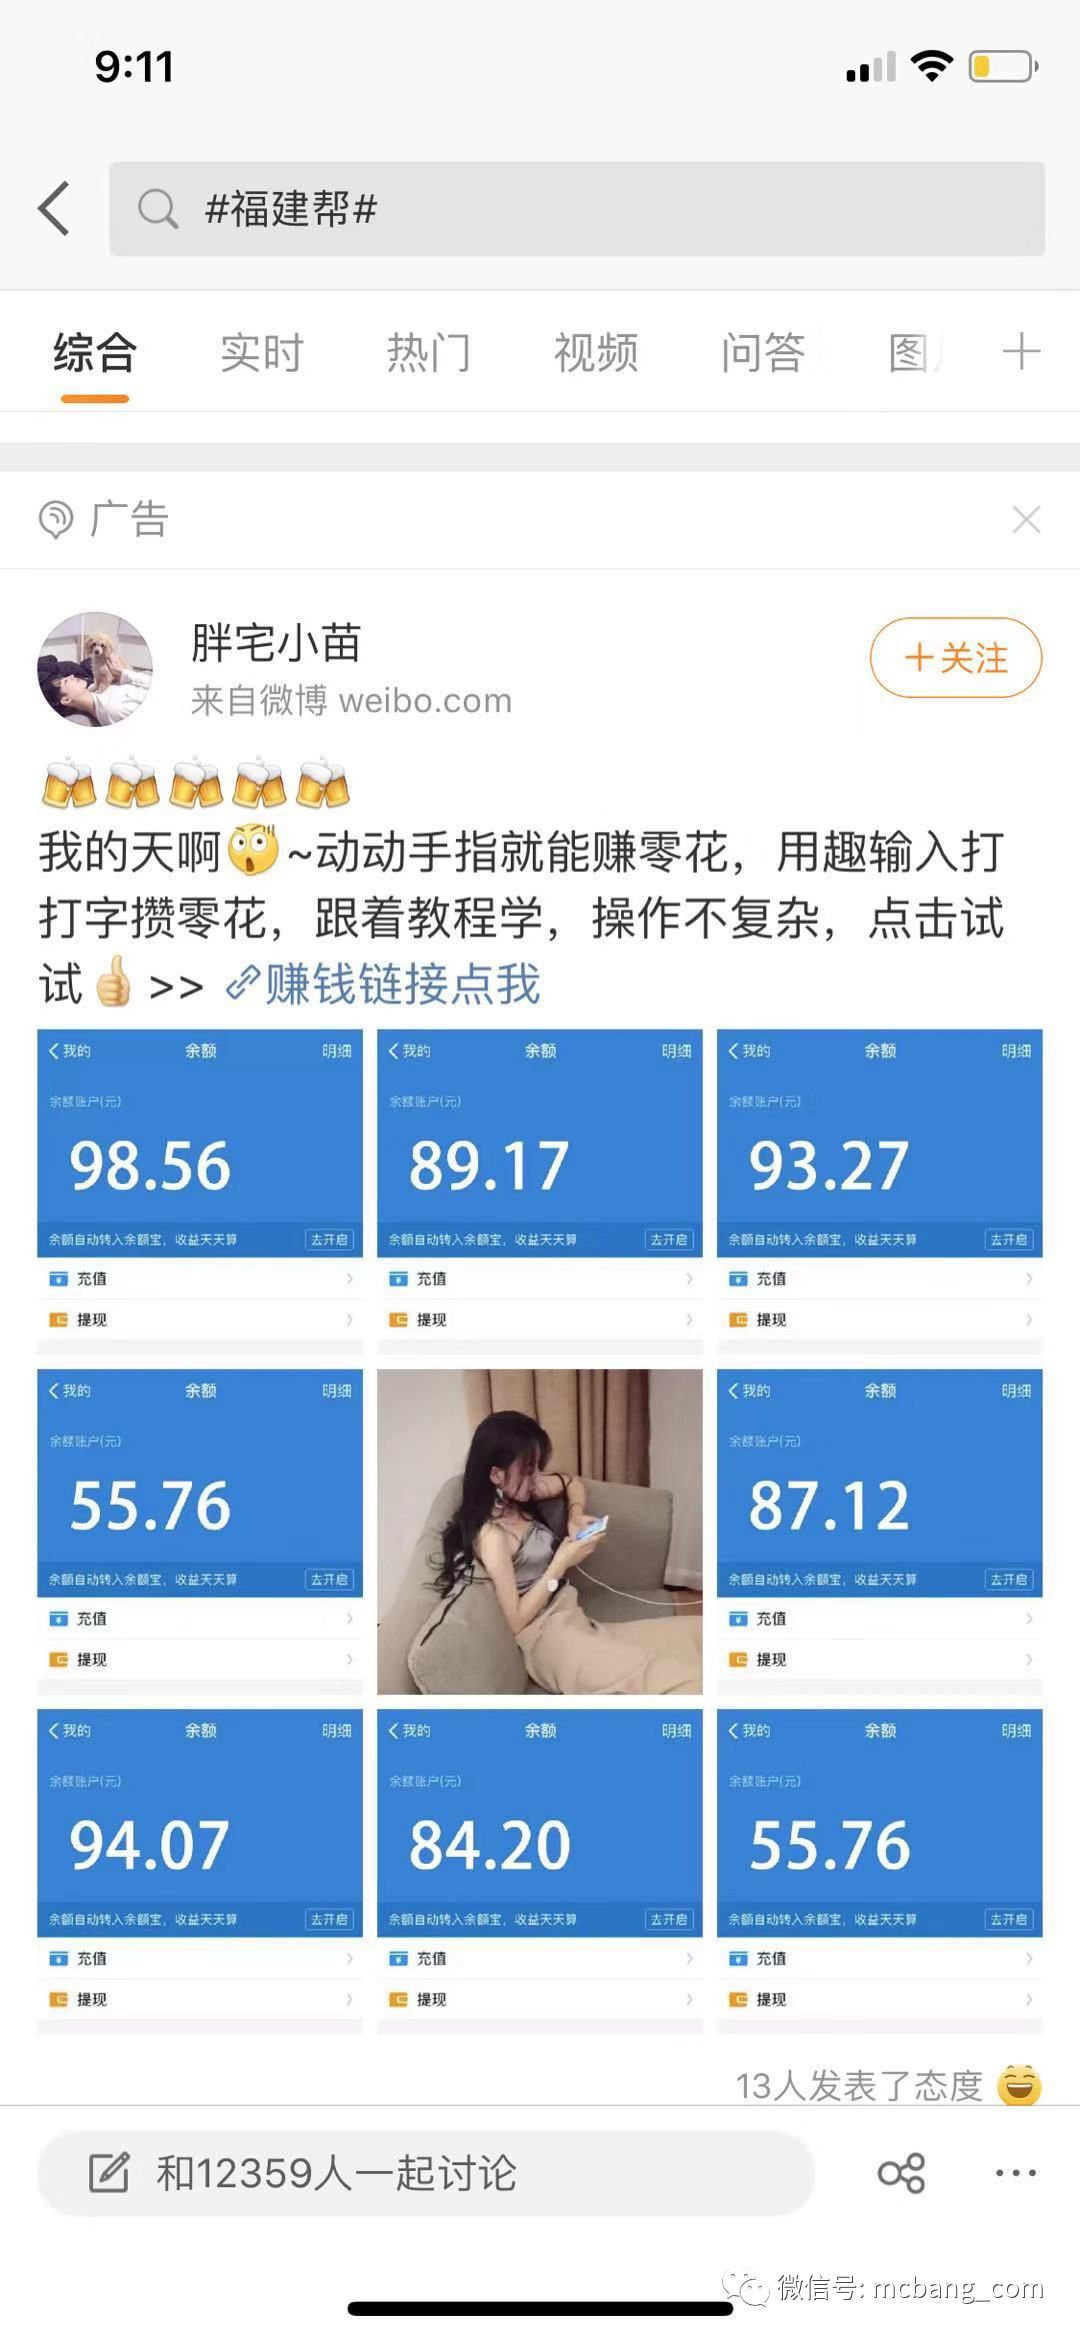 9:11
#福建帮#
综合 实时 热门 视频 问答 图
广告
胖宅小苗
+关注
来自微博 weibo.com
我的天啊~动动手指就能赚零花，用趣输入打
打字攒零花，跟着教程学，操作不复杂，点击试
试 >> 赚钱链接点我
我的 余额 明细
余额账户(元)
98.56
余额自动转入余额宝，收益天天算 去开启
充值
提现
我的 余额 明细
余额账户(元)
89.17
余额自动转入余额宝，收益天天算 去开启
充值
提现
我的 余额 明细
余额账户(元)
93.27
余额自动转入余额宝，收益天天算 去开启
充值
提现
我的 余额 明细
余额账户(元)
55.76
余额自动转入余额宝，收益天天算 去开启
充值
提现
我的 余额 明细
余额账户(元)
87.12
余额自动转入余额宝，收益天天算 去开启
充值
提现
我的 余额 明细
余额账户(元)
94.07
余额自动转入余额宝，收益天天算 去开启
充值
提现
我的 余额 明细
余额账户(元)
84.20
余额自动转入余额宝，收益天天算 去开启
充值
提现
我的 余额 明细
余额账户(元)
55.76
余额自动转入余额宝，收益天天算 去开启
充值
提现
13人发表了态度
和12359人一起讨论
微信号: mcbang_com